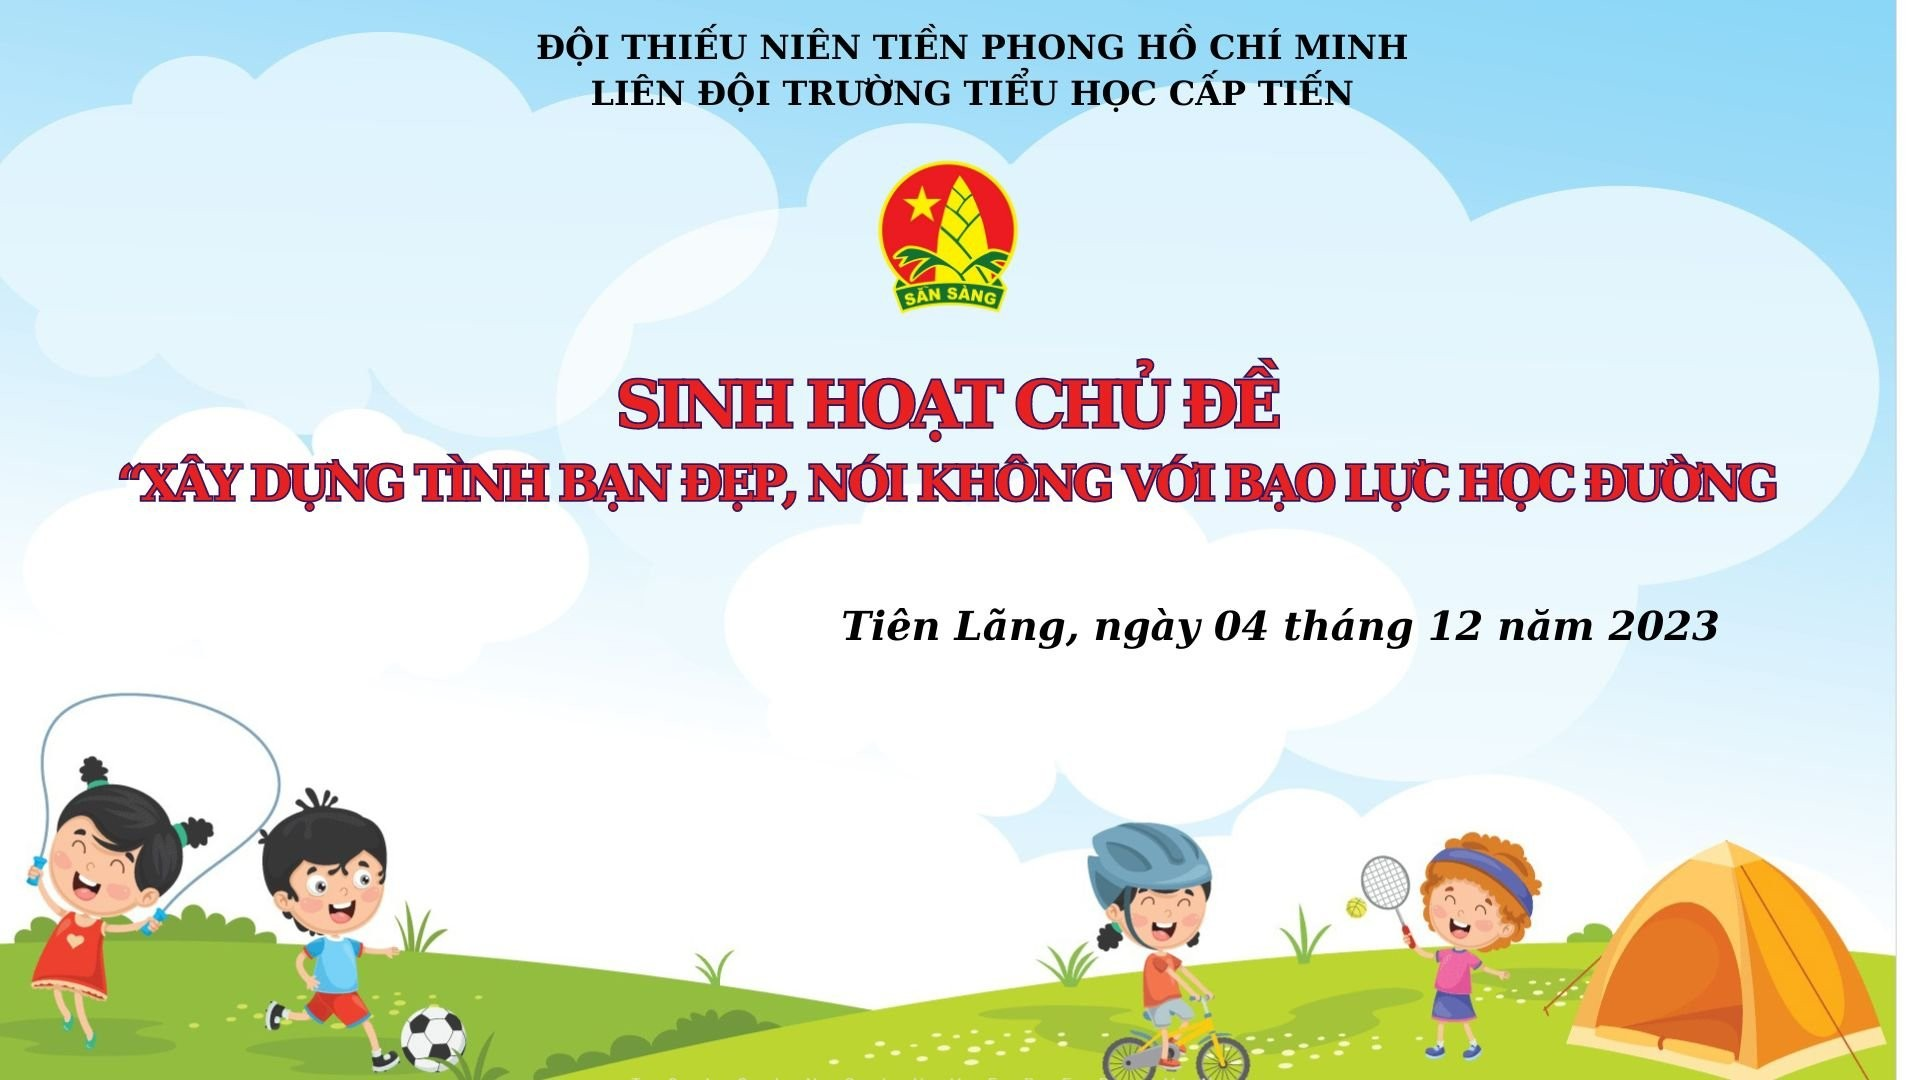 ĐỘI THIẾU NIÊN TIỀN PHONG HỒ CHÍ MINH
LIÊN ĐỘI TRƯỜNG TIỂU HỌC CẤP TIẾN
SẴN SÀNG
SINH HOẠT CHỦ ĐỀ
“XÂY DỰNG TÌNH BẠN ĐẸP, NÓI KHÔNG VỚI BẠO LỰC HỌC ĐƯỜNG
Tiên Lãng, ngày 04 tháng 12 năm 2023